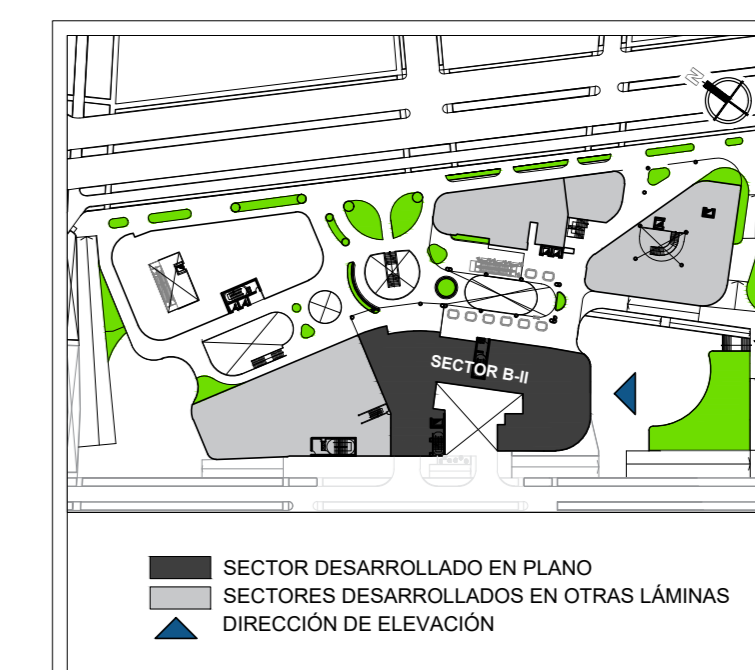 N
SECTOR B-II
SECTOR DESARROLLADO EN PLANO
SECTORES DESARROLLADOS EN OTRAS LÁMINAS
DIRECCIÓN DE ELEVACIÓN